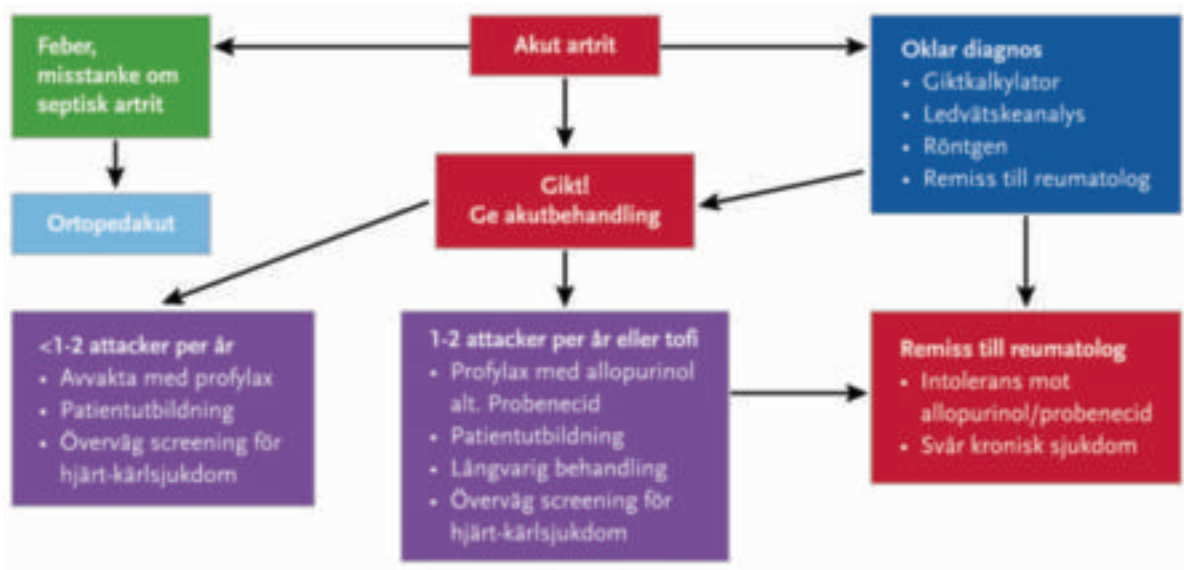 Feber,
misstanke om
septisk artrit
Akut artrit
Oklar diagnos
• Giktkalkylator
• Ledvätskeanalys
• Röntgen
• Remiss till reumatolog
Ortopedakut
Gikt!
Ge akutbehandling
<1-2 attacker per år
• Avvakta med profylax
• Patientutbildning
• Överväg screening för
hjärt-kärlsjukdom
1-2 attacker per år eller tofi
• Profylax med allopurinol
alt. Probenecid
• Patientutbildning
• Långvarig behandling
• Överväg screening för
hjärt-kärlsjukdom
Remiss till reumatolog
• Intolerans mot
allopurinol/probenecid
• Svår kronisk sjukdom